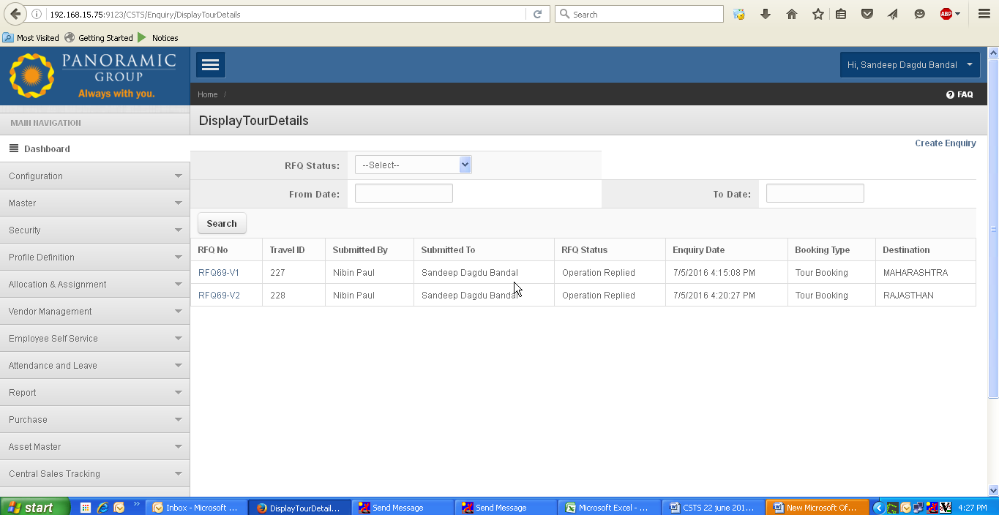 192.168.15.75:9123/CSTS/Enquiry/DisplayTourDetails
Search
ABP
Most Visited
Getting Started
Notices
PANORAMIC
GROUP
Always with you.
Hi, Sandeep Dagdu Bandal
Home /
? FAQ
MAIN NAVIGATION
DisplayTourDetails
Dashboard
Create Enquiry
Configuration
Master
Security
Profile Definition
Allocation & Assignment
Vendor Management
Employee Self Service
Attendance and Leave
Report
Purchase
Asset Master
Central Sales Tracking
RFQ Status:
--Select--
From Date:
To Date:
Search
RFQ No Travel ID Submitted By Submitted To RFQ Status Enquiry Date Booking Type Destination
RFQ69-V1 227 Nibin Paul Sandeep Dagdu Bandal Operation Replied 7/5/2016 4:15:08 PM Tour Booking MAHARASHTRA
RFQ69-V2 228 Nibin Paul Sandeep Dagdu Bandal Operation Replied 7/5/2016 4:20:27 PM Tour Booking RAJASTHAN
start
Inbox - Microsoft ...
DisplayTourDetail...
Send Message
Send Message
Microsoft Excel - ...
CSTS 22 june 201...
New Microsoft Of...
4:27 PM